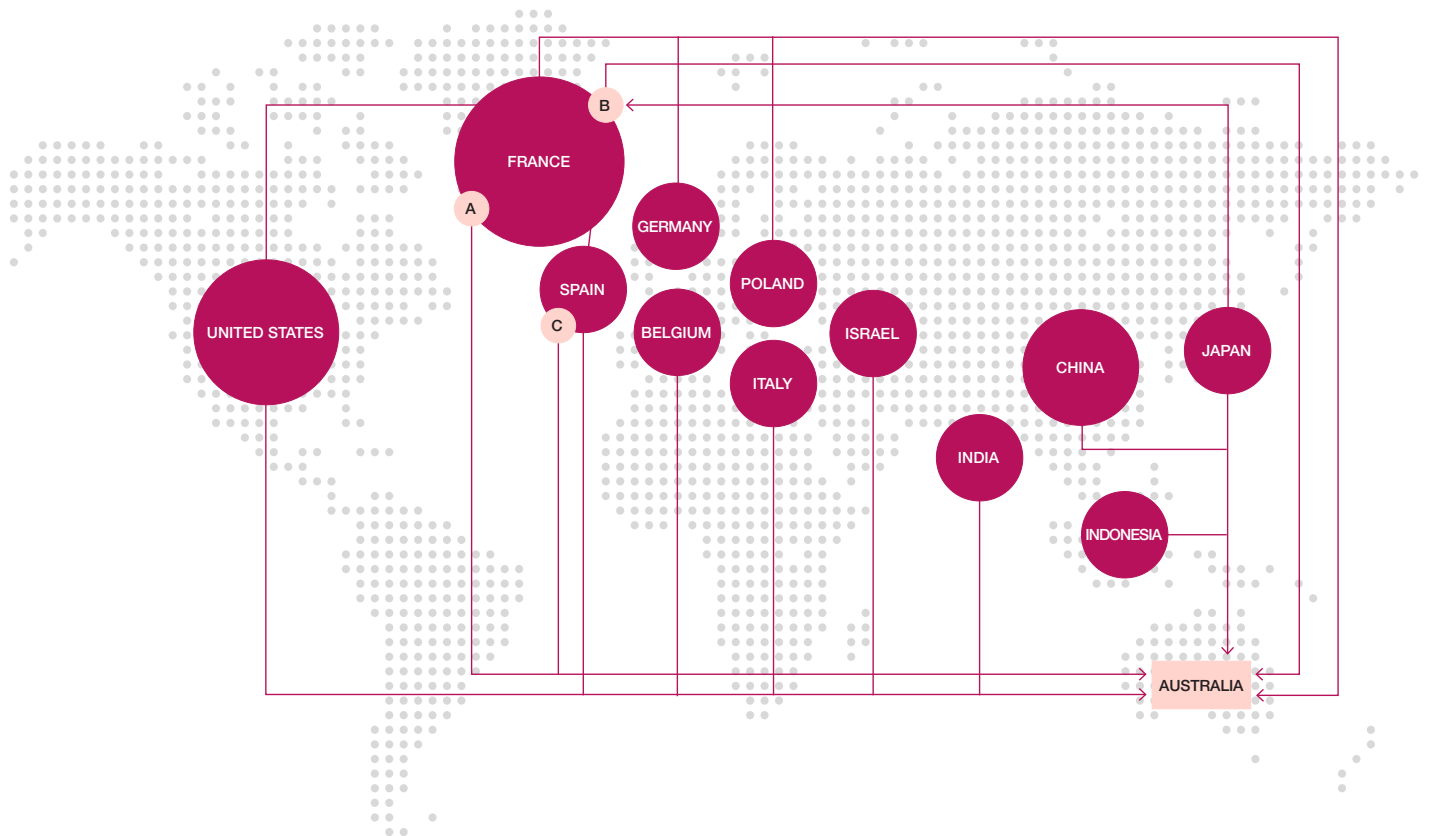 B
FRANCE
A
GERMANY
SPAIN
POLAND
C
UNITED STATES
BELGIUM
ISRAEL
JAPAN
CHINA
ITALY
INDIA
INDONESIA
AUSTRALIA